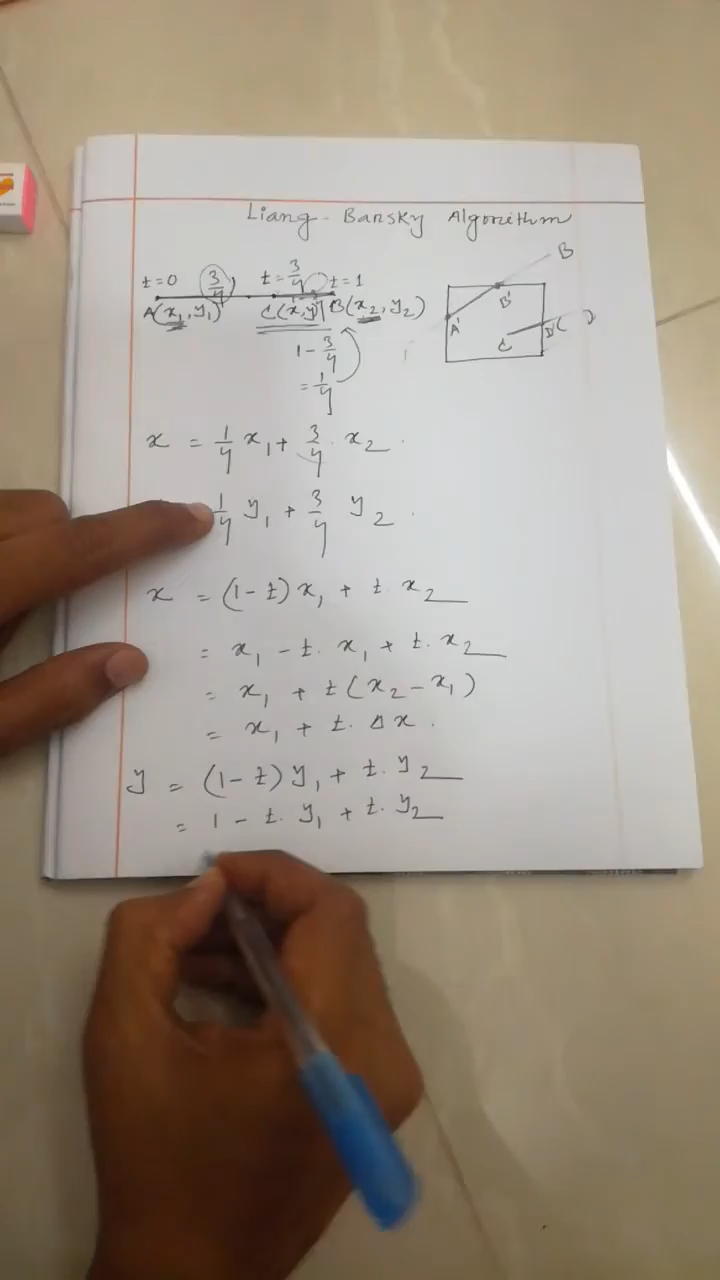 Liang - Barsky Algorithm
t=0 3/4 t=3/4 t=1
A(x₁, y₁) C(x, y) B(x₂, y₂)
1 - 3/4
= 1/4
B
B'
A'
C
D'
D
x = 1/4 x₁ + 3/4 . x₂ .
1/4 y₁ + 3/4 y₂ .
x = (1-t) x₁ + t. x₂
= x₁ - t. x₁ + t. x₂
= x₁ + t(x₂ - x₁)
= x₁ + t. Δx .
y = (1-t) y₁ + t. y₂
= 1 - t. y₁ + t. y₂